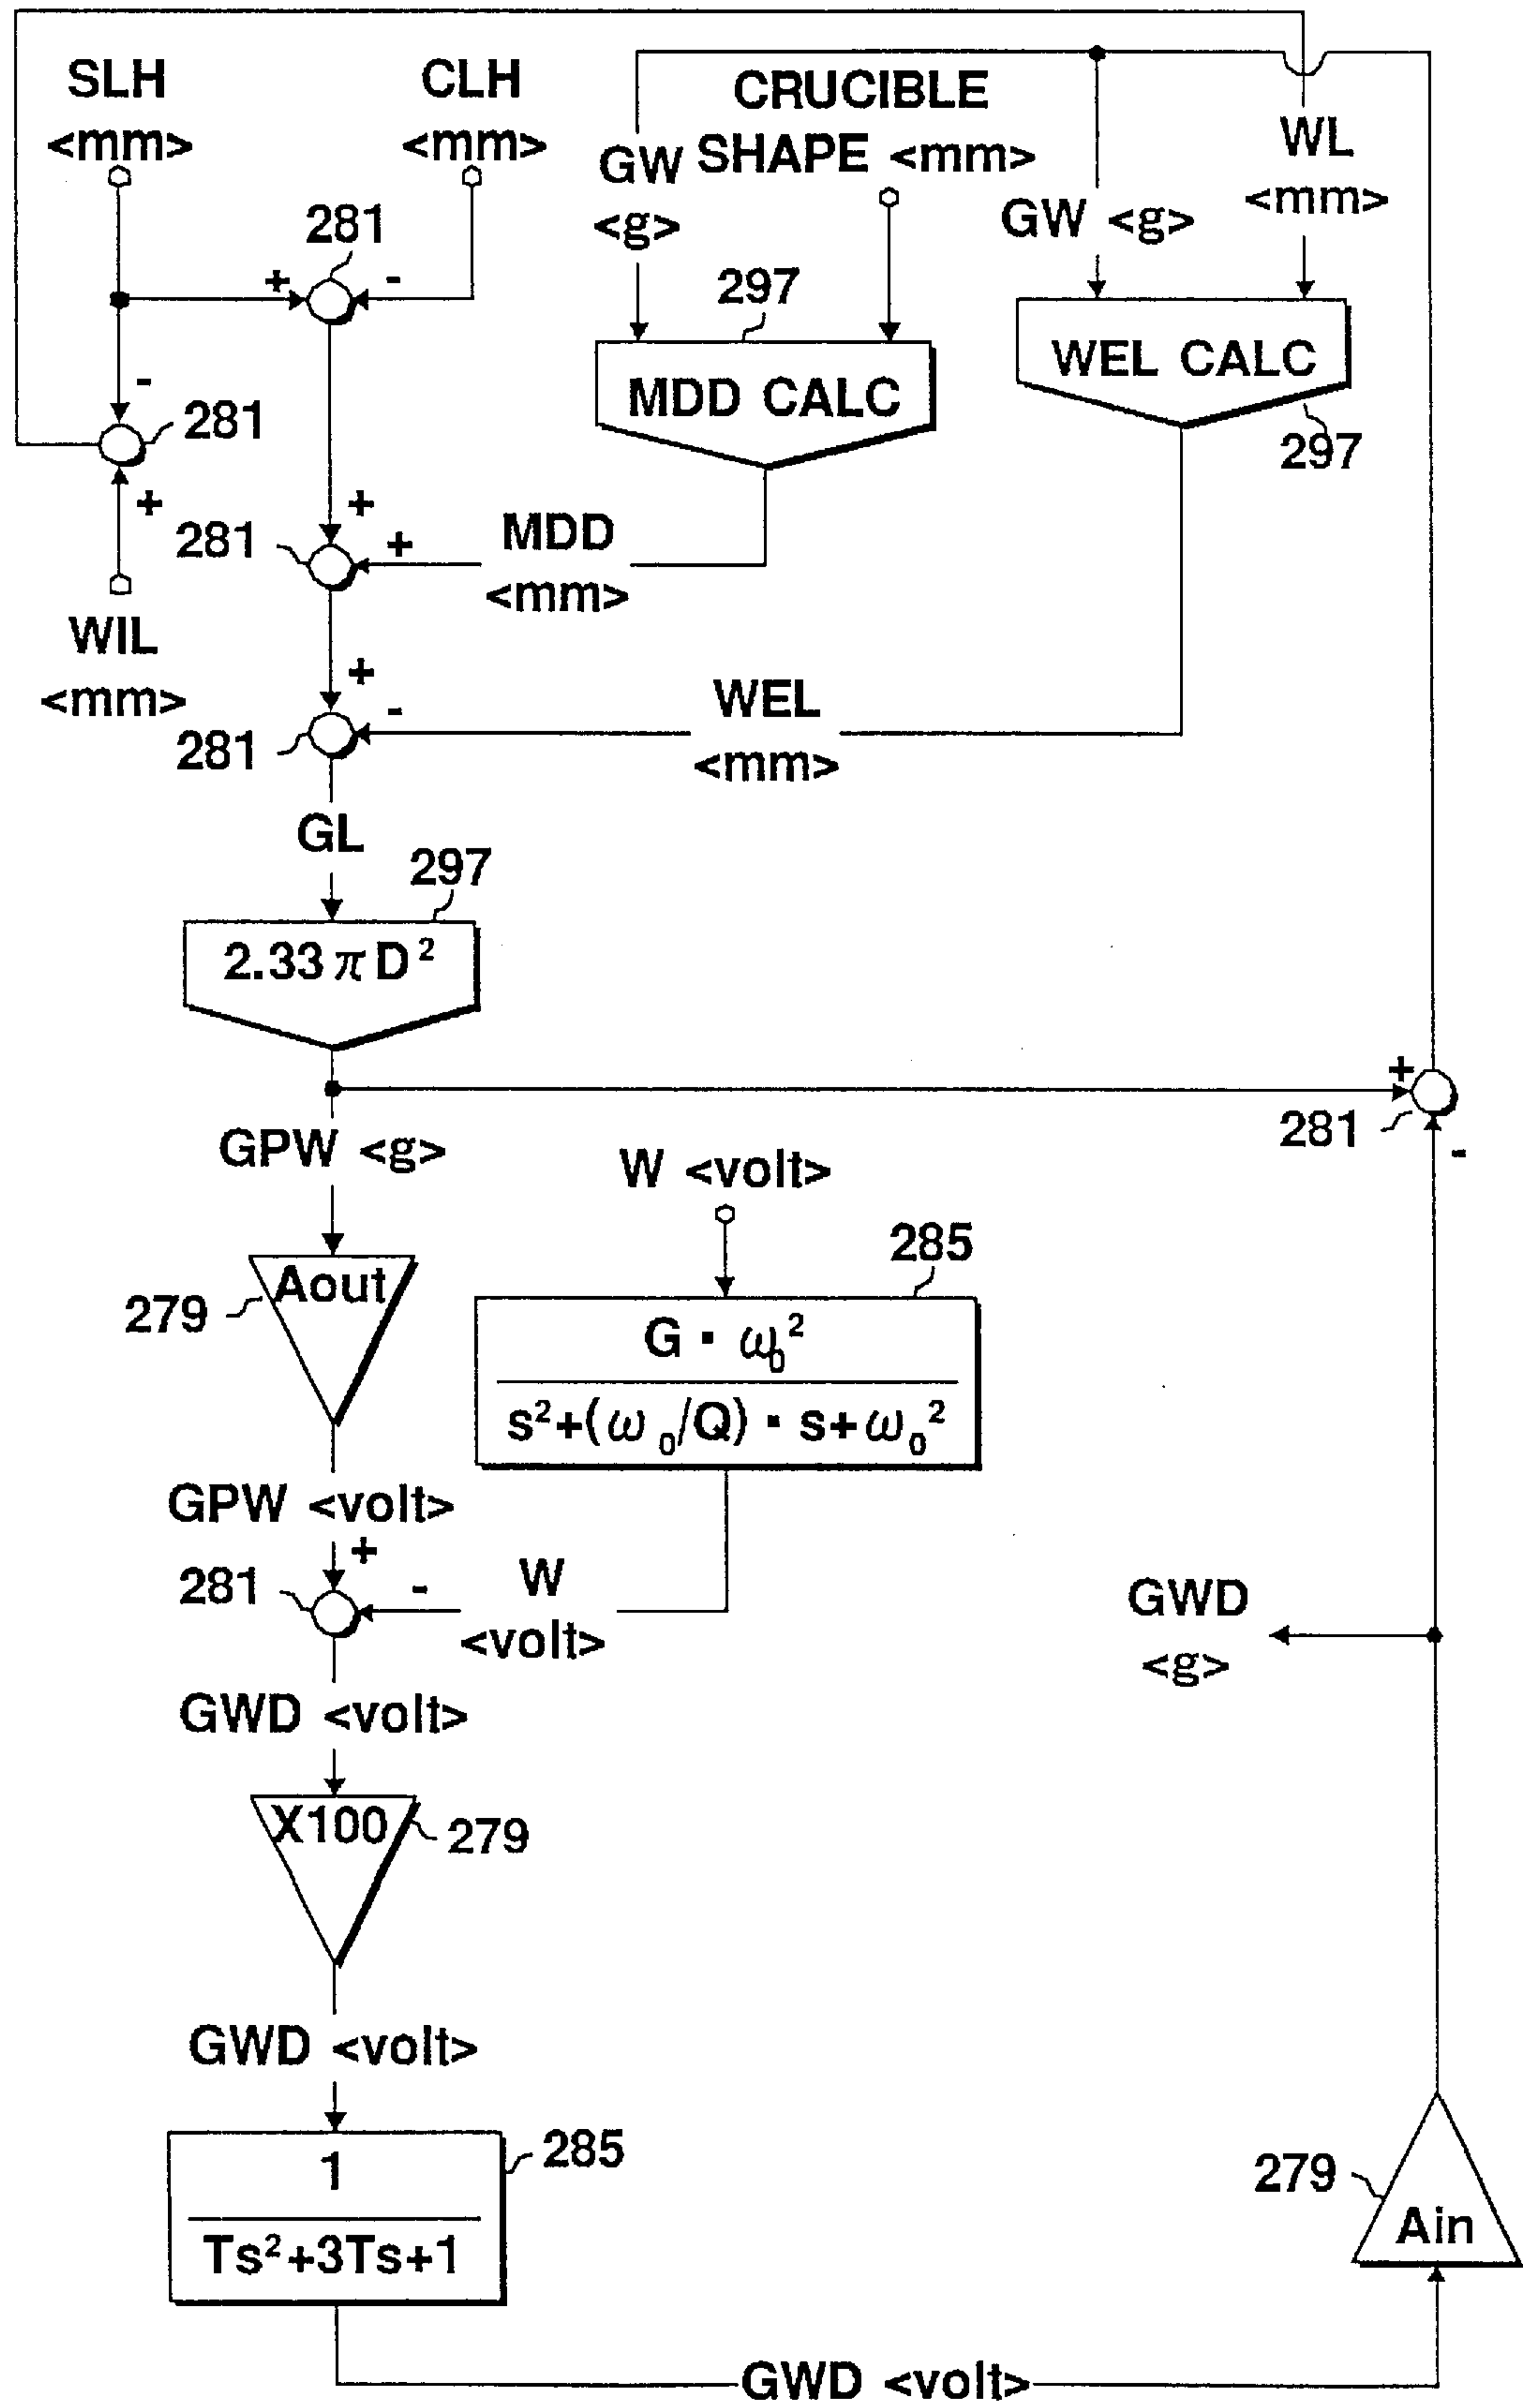 SLH
<mm>
CLH
<mm>
CRUCIBLE
SHAPE <mm>
GW
<g>
GW <g>
WL
<mm>
281
+
-
297
MDD CALC
WEL CALC
297
-
281
+
WIL
<mm>
281
+
+
MDD
<mm>
+
-
281
WEL
<mm>
GL
297
2.33πD²
+
281
-
GPW <g>
W <volt>
Aout
279
285
G · ω₀²
s²+(ω₀/Q) · s+ω₀²
GPW <volt>
+
281
-
W
<volt>
GWD
<g>
GWD <volt>
X100
279
GWD <volt>
285
1
Ts²+3Ts+1
279
Ain
GWD <volt>